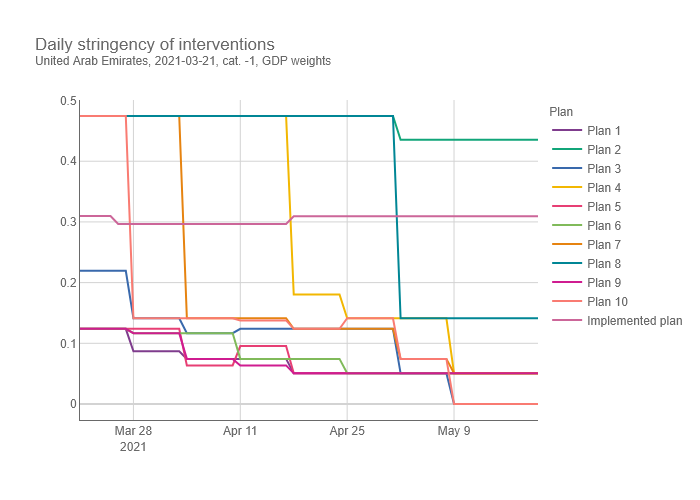 Daily stringency of interventions
United Arab Emirates, 2021-03-21, cat. -1, GDP weights
0.5
0.4
0.3
0.2
0.1
0
Mar 28
2021
Apr 11
Apr 25
May 9
Plan
Plan 1
Plan 2
Plan 3
Plan 4
Plan 5
Plan 6
Plan 7
Plan 8
Plan 9
Plan 10
Implemented plan